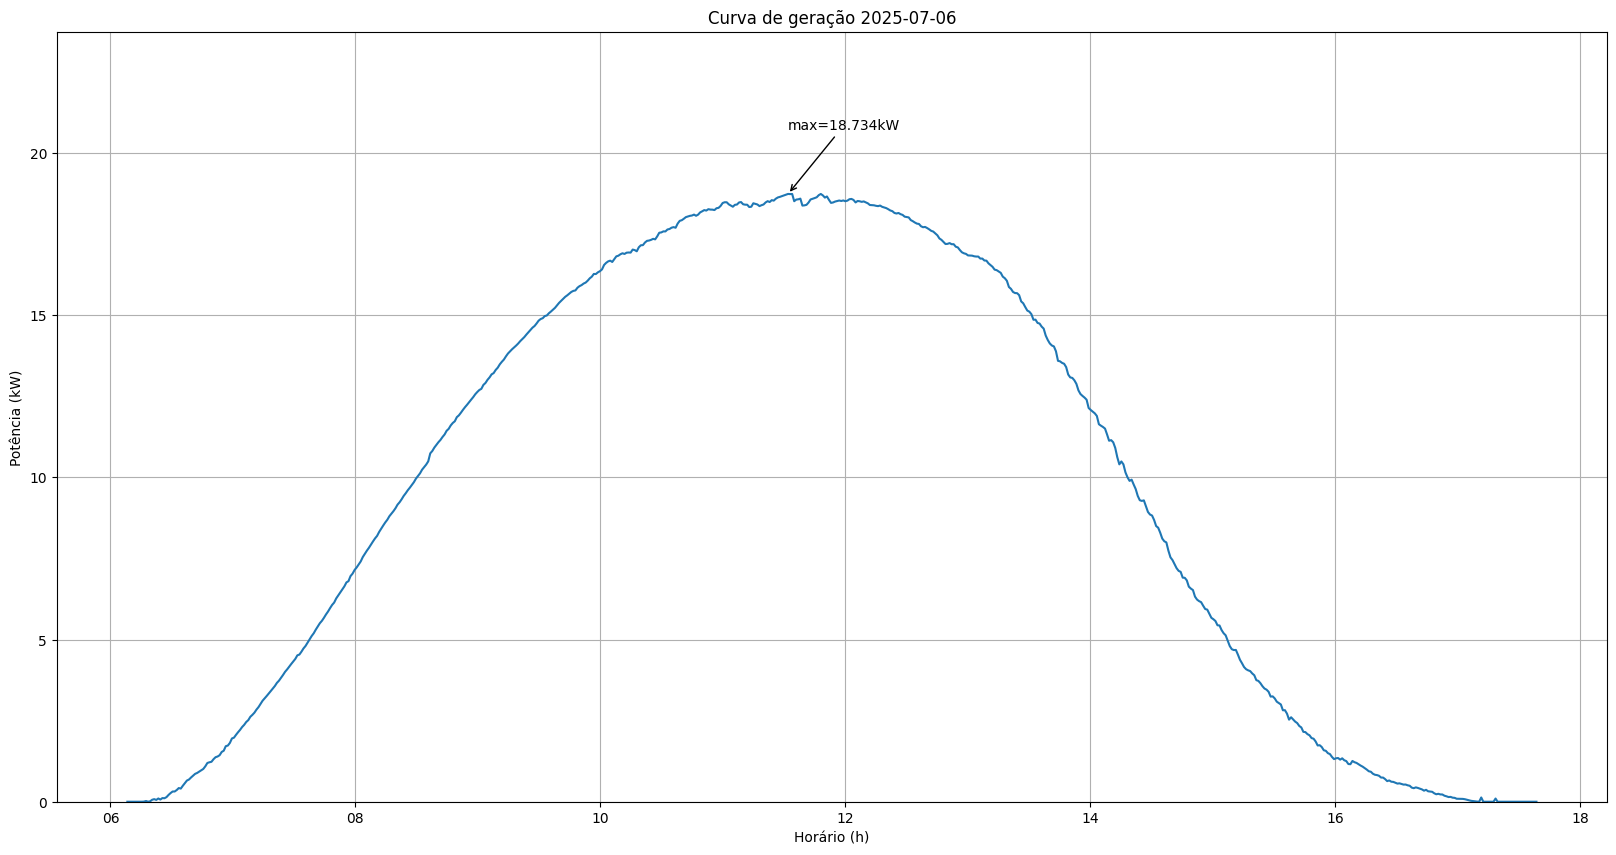 Curva de geração 2025-07-06
max=18.734kW
20
15
10
5
0
Potência (kW)
06 08 10 12 14 16 18
Horário (h)